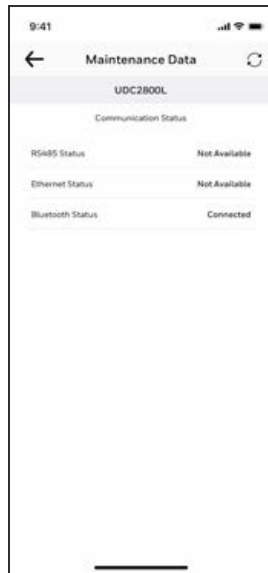 9:41
Maintenance Data
UDC2800L
Communication Status
RS485 Status Not Available
Ethernet Status Not Available
Bluetooth Status Connected